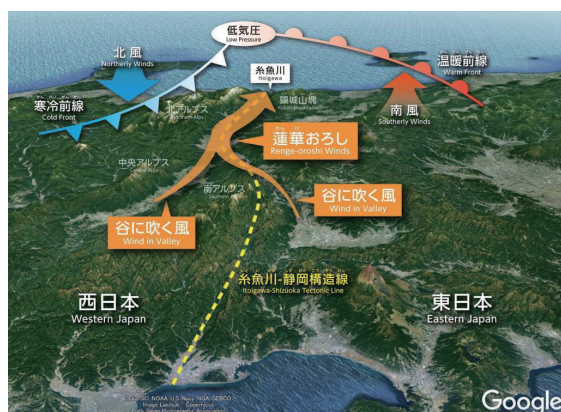 低気圧
Low Pressure
北風
Northerly Winds
糸魚川
Itoigawa
温暖前線
Warm Front
寒冷前線
Cold Front
北アルプス
Northern Alps
頸城山塊
南風
Southerly Winds
蓮華おろし
Renge-oroshi Winds
中央アルプス
Central Alps
南アルプス
谷に吹く風
Wind in Valley
谷に吹く風
Wind in Valley
糸魚川-静岡構造線
Itoigawa-Shizuoka Tectonic Line
西日本
Western Japan
東日本
Eastern Japan
Image Landsat / Copernicus
Google